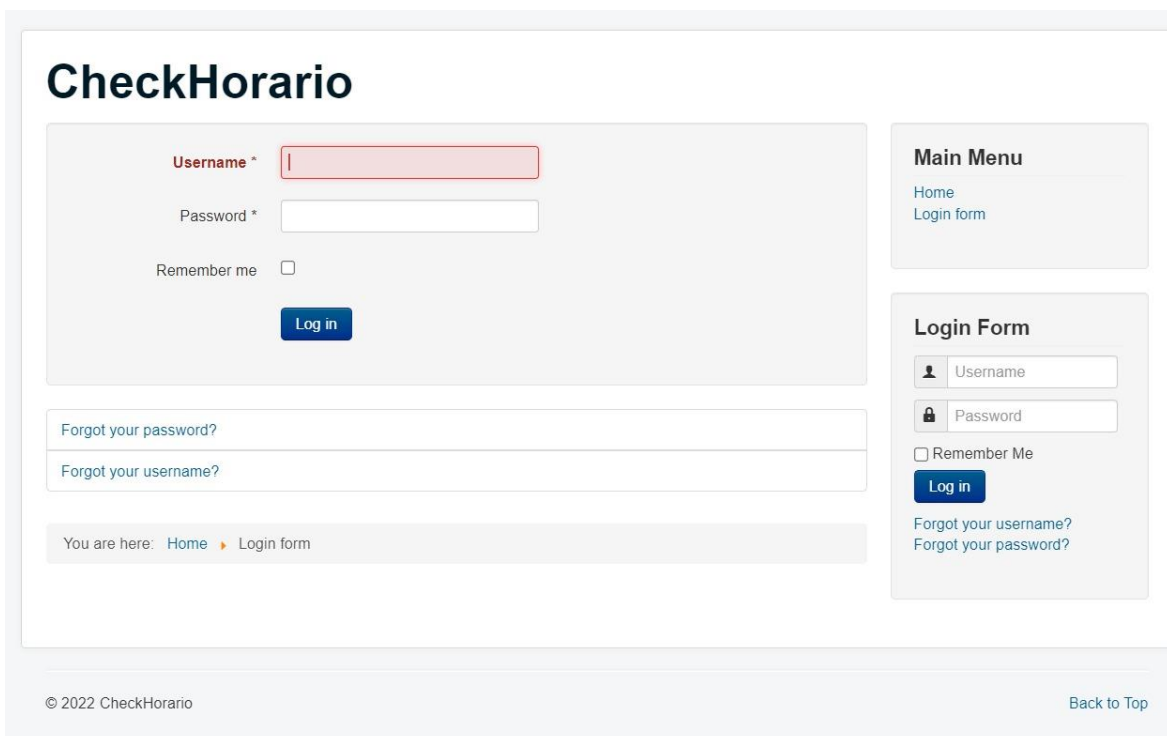 CheckHorario
Username *
Password *
Remember me
Log in
Forgot your password?
Forgot your username?
You are here: Home Login form
Main Menu
Home
Login form
Login Form
Username
Password
Remember Me
Log in
Forgot your username?
Forgot your password?
© 2022 CheckHorario
Back to Top